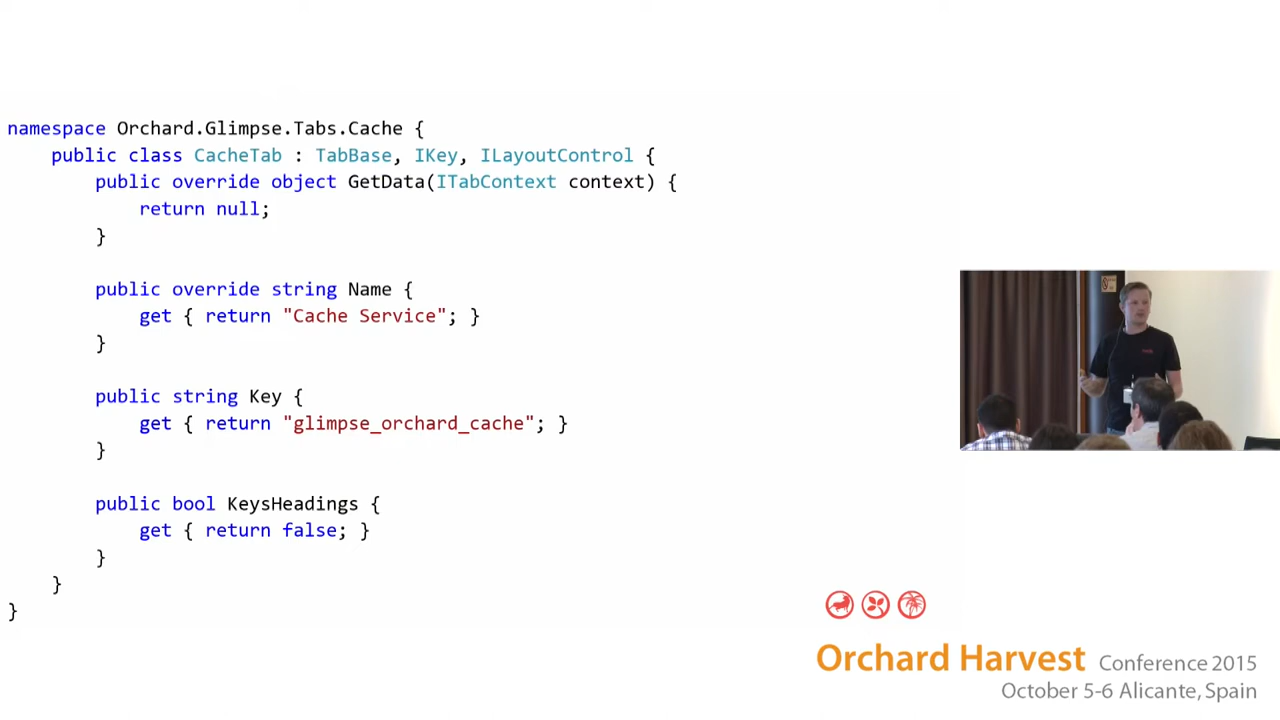 namespace Orchard.Glimpse.Tabs.Cache {
    public class CacheTab : TabBase, IKey, ILayoutControl {
        public override object GetData(ITabContext context) {
            return null;
        }

        public override string Name {
            get { return "Cache Service"; }
        }

        public string Key {
            get { return "glimpse_orchard_cache"; }
        }

        public bool KeysHeadings {
            get { return false; }
        }
    }
}
Orchard Harvest Conference 2015
October 5-6 Alicante, Spain